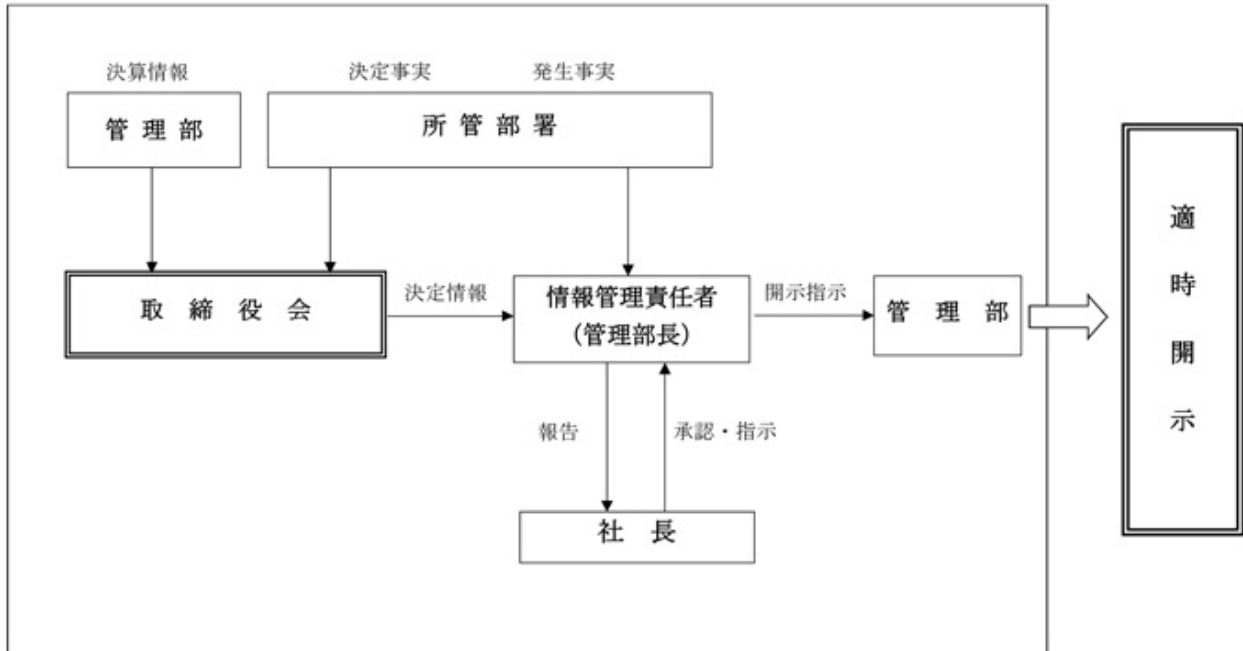 決算情報
決定事実
発生事実
管理部
所管部署
取締役会
決定情報
情報管理責任者
（管理部長）
開示指示
管理部
適時開示
報告
承認・指示
社長